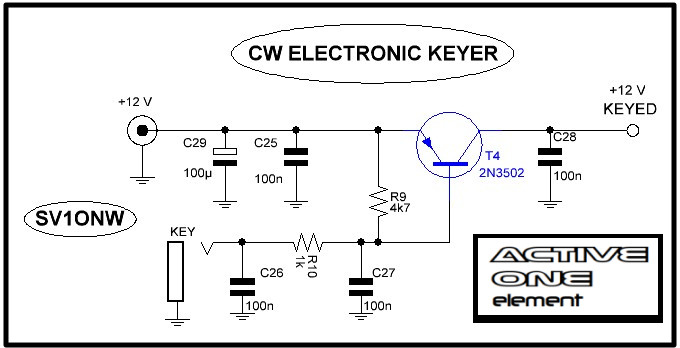 CW ELECTRONIC KEYER
+12 V
+12 V
KEYED
C29
100µ
C25
100n
T4
2N3502
C28
100n
R9
4k7
SV1ONW
KEY
C26
100n
R10
1k
C27
100n
ACTIVE
ONE
element